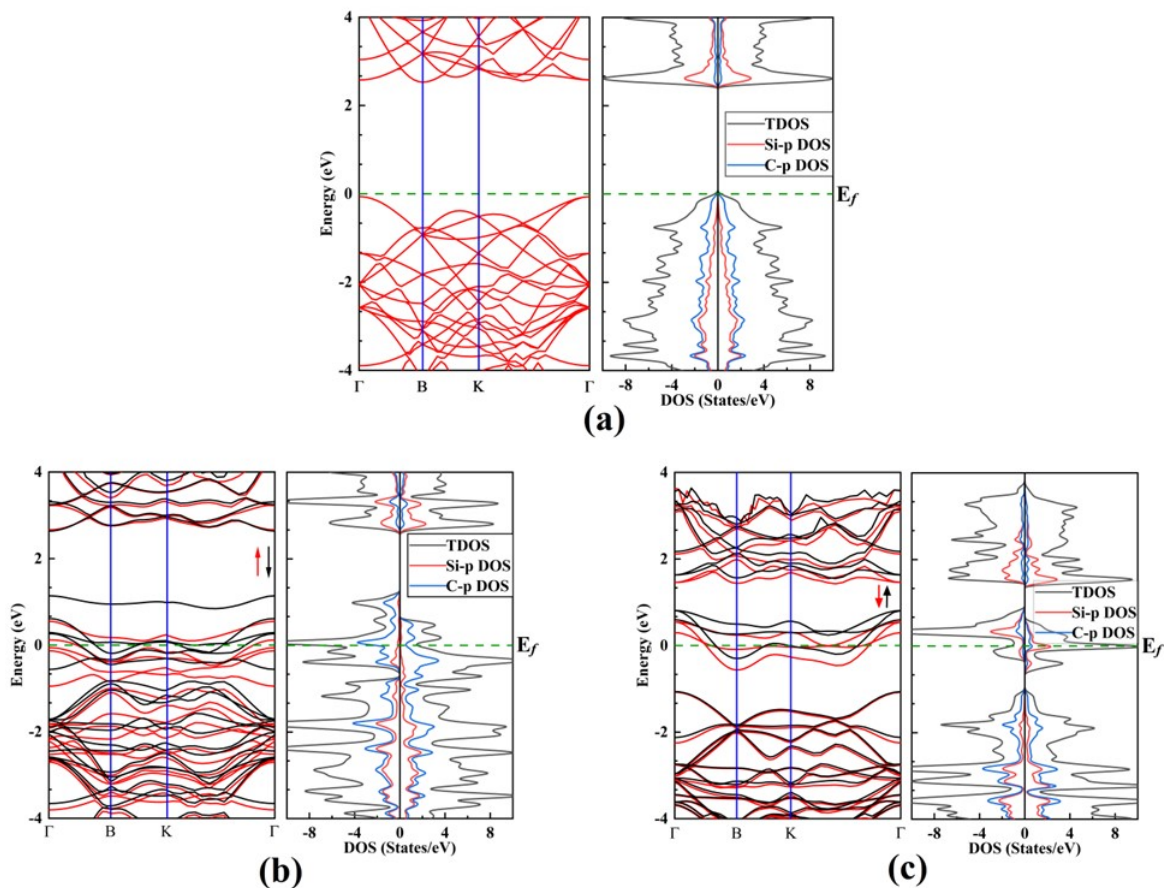 4
2
0
-2
-4
Energy (eV)
Γ
B
K
Γ
TDOS
Si-p DOS
C-p DOS
E_f
-8
-4
0
4
8
DOS (States/eV)
(a)
4
2
0
-2
-4
Energy (eV)
Γ
B
K
Γ
TDOS
Si-p DOS
C-p DOS
E_f
-8
-4
0
4
8
DOS (States/eV)
(b)
4
2
0
-2
-4
Energy (eV)
Γ
B
K
Γ
TDOS
Si-p DOS
C-p DOS
E_f
-8
-4
0
4
8
DOS (States/eV)
(c)